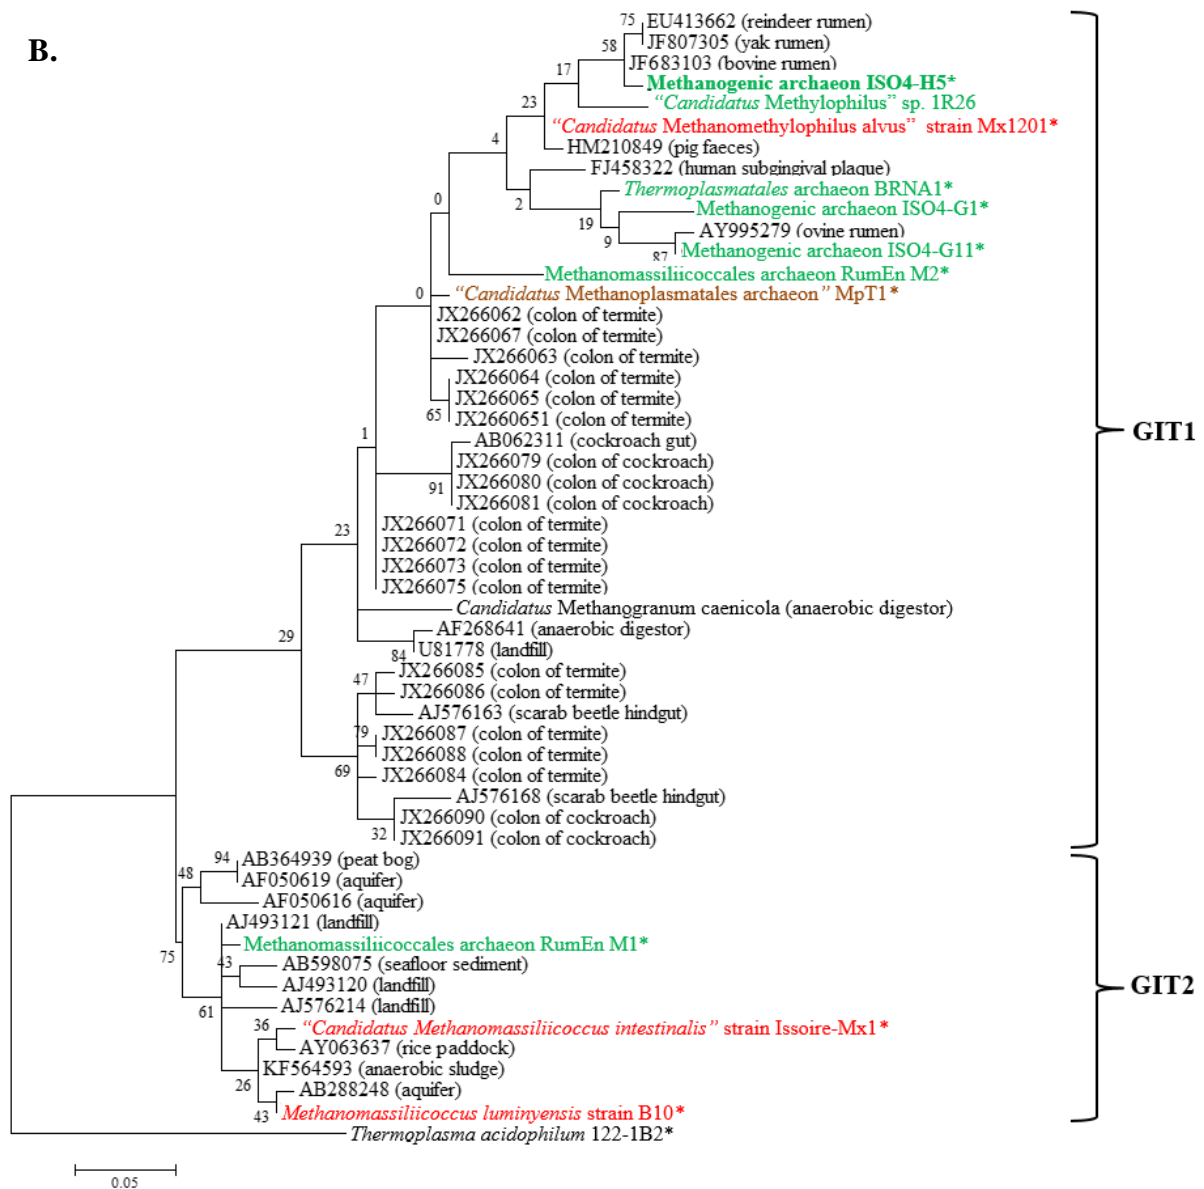 B.
75 EU413662 (reindeer rumen)
JF807305 (yak rumen)
58
JF683103 (bovine rumen)
17
Methanogenic archaeon ISO4-H5*
"Candidatus Methylophilus" sp. 1R26
23
"Candidatus Methanomethylophilus alvus" strain Mx1201*
4
HM210849 (pig faeces)
FJ458322 (human subgingival plaque)
Thermoplasmatales archaeon BRNA1*
0
2
Methanogenic archaeon ISO4-G1*
19
AY995279 (ovine rumen)
9
87 Methanogenic archaeon ISO4-G11*
Methanomassiliicoccales archaeon RumEn M2*
0
"Candidatus Methanoplasmatales archaeon" MpT1*
JX266062 (colon of termite)
JX266067 (colon of termite)
JX266063 (colon of termite)
JX266064 (colon of termite)
JX266065 (colon of termite)
65
JX2660651 (colon of termite)
GIT1
1
AB062311 (cockroach gut)
JX266079 (colon of cockroach)
JX266080 (colon of cockroach)
91
JX266081 (colon of cockroach)
JX266071 (colon of termite)
23
JX266072 (colon of termite)
JX266073 (colon of termite)
JX266075 (colon of termite)
Candidatus Methanogranum caenicola (anaerobic digestor)
AF268641 (anaerobic digestor)
29
U81778 (landfill)
84
JX266085 (colon of termite)
47
JX266086 (colon of termite)
AJ576163 (scarab beetle hindgut)
79
JX266087 (colon of termite)
JX266088 (colon of termite)
69
JX266084 (colon of termite)
AJ576168 (scarab beetle hindgut)
JX266090 (colon of cockroach)
32
JX266091 (colon of cockroach)
94 AB364939 (peat bog)
48
AF050619 (aquifer)
AF050616 (aquifer)
AJ493121 (landfill)
Methanomassiliicoccales archaeon RumEn M1*
75
43
AB598075 (seafloor sediment)
AJ493120 (landfill)
GIT2
61
AJ576214 (landfill)
36
"Candidatus Methanomassiliicoccus intestinalis" strain Issoire-Mx1*
AY063637 (rice paddock)
KF564593 (anaerobic sludge)
26
AB288248 (aquifer)
43
Methanomassiliicoccus luminyensis strain B10*
Thermoplasma acidophilum 122-1B2*
0.05